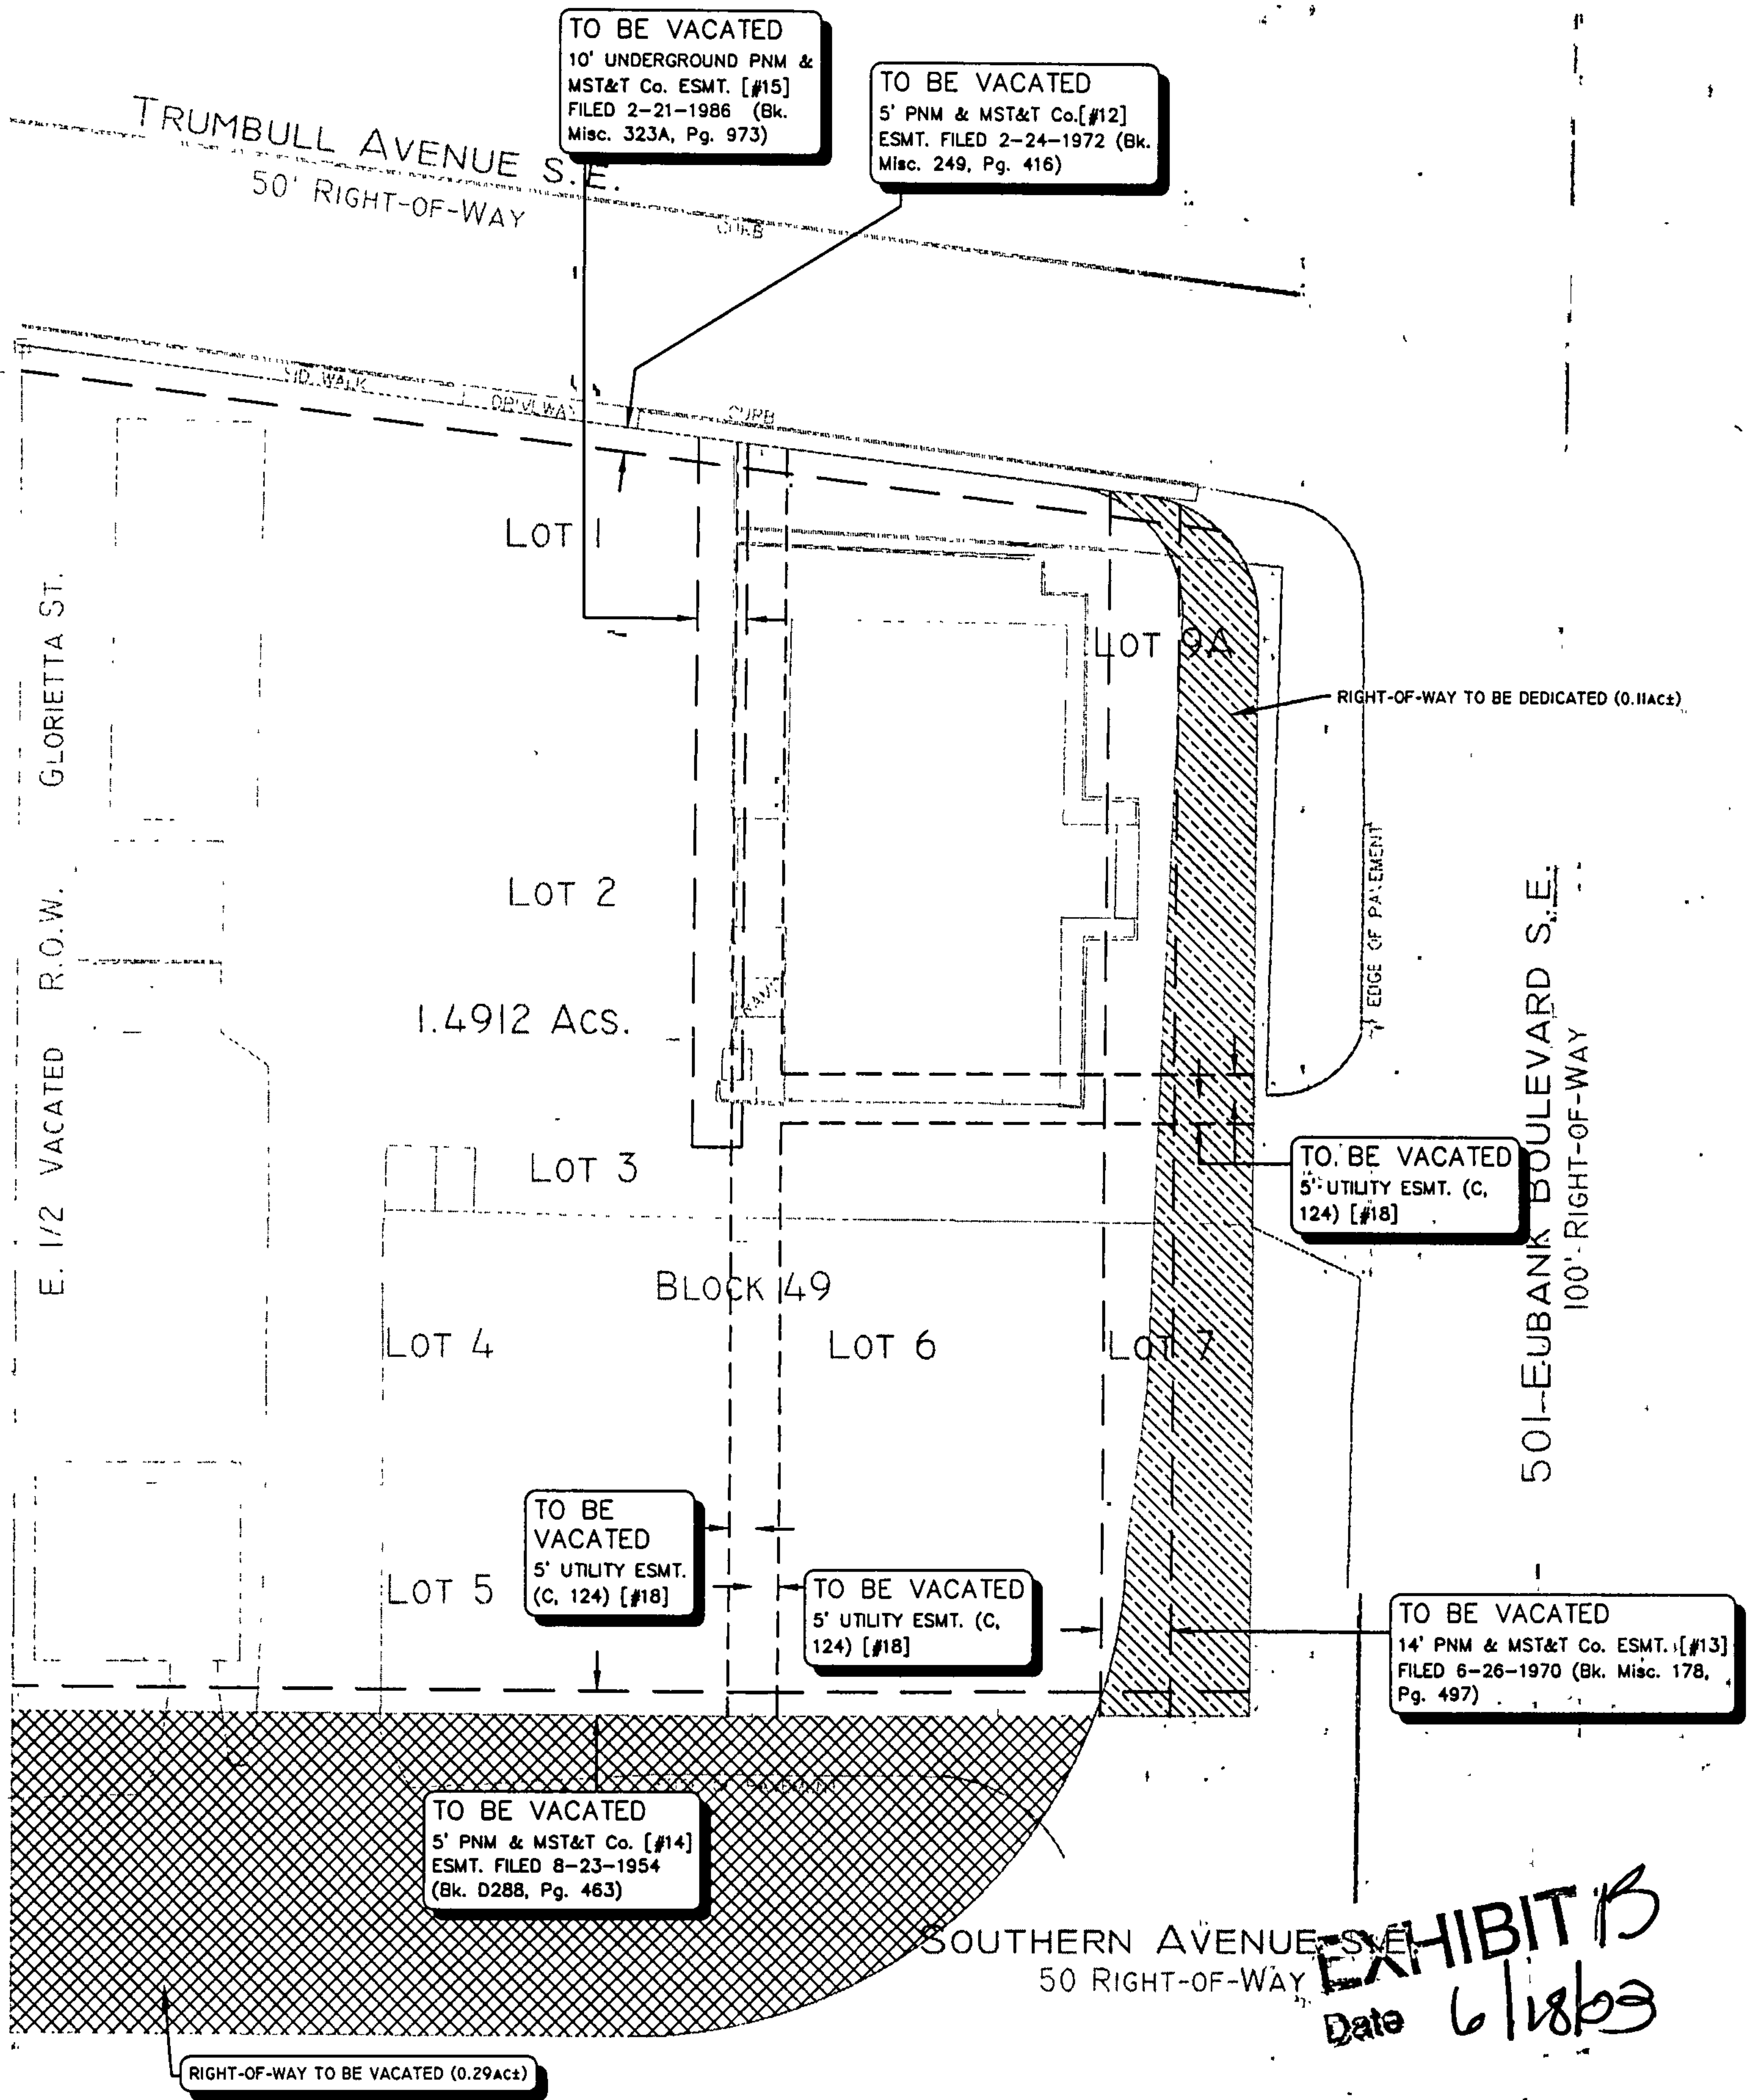 TO BE VACATED
10' UNDERGROUND PNM &
MST&T Co. ESMT. [#15]
FILED 2-21-1986 (Bk.
Misc. 323A, Pg. 973)
TO BE VACATED
5' PNM & MST&T Co.[#12]
ESMT. FILED 2-24-1972 (Bk.
Misc. 249, Pg. 416)
TRUMBULL AVENUE S.E.
50' RIGHT-OF-WAY
CURB
SIDEWALK
DRIVEWAY
CURB
LOT 1
LOT 9A
GLORIETTA ST.
E. 1/2 VACATED R.O.W.
RIGHT-OF-WAY TO BE DEDICATED (0.11AC±)
LOT 2
EDGE OF PAVEMENT
1.4912 ACS.
LOT 3
TO BE VACATED
5' UTILITY ESMT. (C,
124) [#18]
501-EUBANK BOULEVARD S.E.
100' RIGHT-OF-WAY
BLOCK 49
LOT 4
LOT 6
LOT 7
TO BE
VACATED
5' UTILITY ESMT.
(C, 124) [#18]
LOT 5
TO BE VACATED
5' UTILITY ESMT. (C,
124) [#18]
TO BE VACATED
14' PNM & MST&T Co. ESMT. [#13]
FILED 6-26-1970 (Bk. Misc. 178,
Pg. 497)
TO BE VACATED
5' PNM & MST&T Co. [#14]
ESMT. FILED 8-23-1954
(Bk. D288, Pg. 463)
SOUTHERN AVENUE S.E.
50 RIGHT-OF-WAY
EXHIBIT B
Date 6/18/03
RIGHT-OF-WAY TO BE VACATED (0.29AC±)